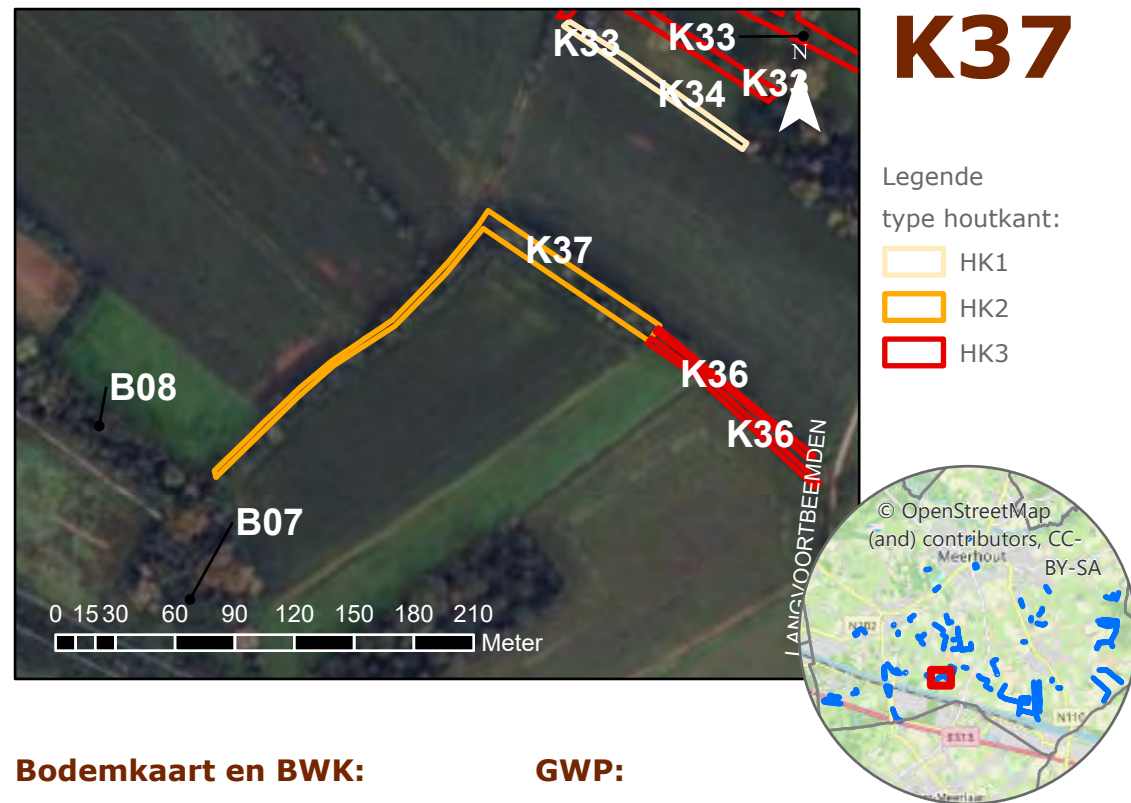 K37
K33
K33
N
K33
K34
Legende
type houtkant:
HK1
HK2
HK3
K37
K36
K36
B08
B07
LANGVOORTBEEMDEN
0 15 30 60 90 120 150 180 210
Meter
© OpenStreetMap
(and) contributors, CC-
BY-SA
Meerhout
N102
N110
E313
Bodemkaart en BWK:
GWP: